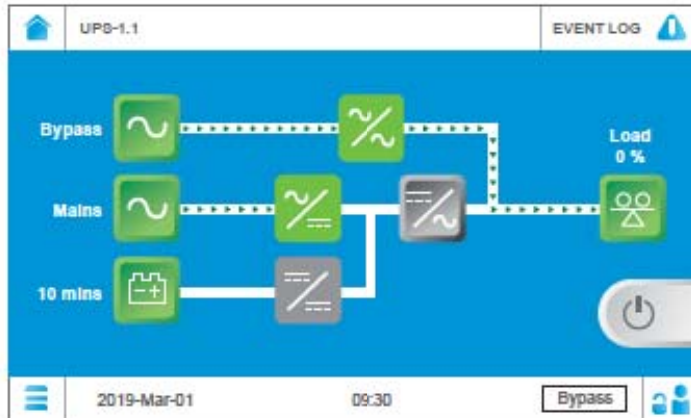 UPS-1.1 EVENT LOG
Bypass
Load
0 %
Mains
10 mins
2019-Mar-01 09:30 Bypass